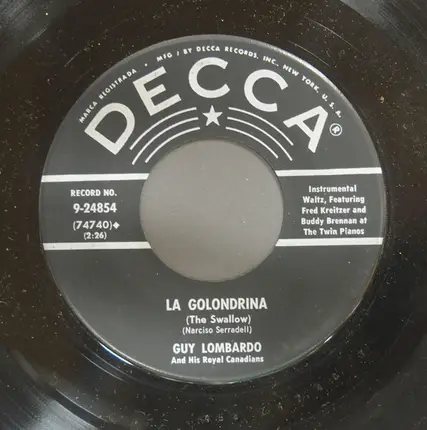 MARCA REGISTRADA • MFG / BY DECCA RECORDS, INC., NEW YORK, U. S. A.
DECCA®
RECORD NO.
9-24854
(74740)◆
(2:26)
Instrumental
Waltz, Featuring
Fred Kreitzer and
Buddy Brennan at
The Twin Pianos
LA GOLONDRINA
(The Swallow)
(Narciso Serradell)
GUY LOMBARDO
And His Royal Canadians